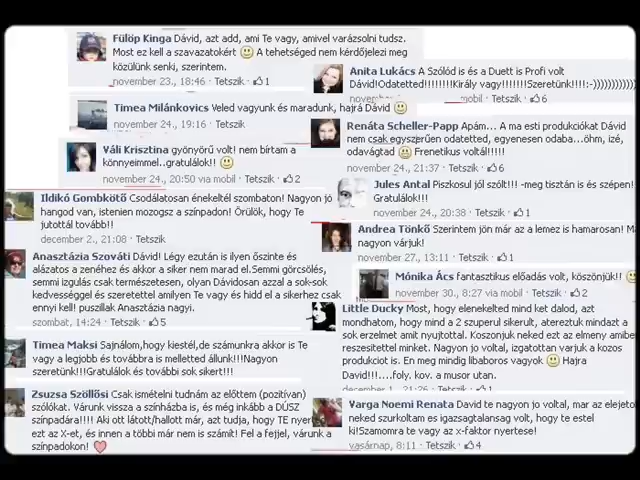 Fülöp Kinga Dávid, azt add, ami Te vagy, amivel varázsolni tudsz.
Most ez kell a szavazatokért A tehetséged nem kérdőjelezi meg
közülünk senki, szerintem.
november 23., 18:46 · Tetszik · 1
Timea Milánkovics Veled vagyunk és maradunk, hajrá Dávid
november 24., 19:16 · Tetszik
Váli Krisztina gyönyörű volt! nem bírtam a
könnyeimmel..gratulálok!!
november 24., 20:50 via mobil · Tetszik · 2
Ildikó Gombkötő Csodálatosan énekeltél szombaton! Nagyon jó
hangod van, istenien mozogsz a színpadon! Örülök, hogy Te
jutottál tovább!!
december 2., 21:08 · Tetszik
Anasztázia Szováti Dávid! Légy ezután is ilyen őszinte és
alázatos a zenéhez és akkor a siker nem marad el.Semmi görcsölés,
semmi izgulás csak természetesen, olyan Dávidosan azzal a sok-sok
kedvességgel és szeretettel amilyen Te vagy és hidd el a sikerhez csak
ennyi kell! puszillak Anasztázia nagyi.
szombat, 14:24 · Tetszik · 5
Timea Maksi Sajnálom,hogy kiestél,de számunkra akkor is Te
vagy a legjobb és továbbra is melletted állunk!!!Nagyon
szeretünk!!!Gratulálok és további sok sikert!!!
Zsuzsa Szöllősi Csak ismételni tudnám az előttem (pozitívan)
szólókat. Várunk vissza a színházba is, és még inkább a DÚSZ
színpadára!!!! Aki ott látott/hallott már, azt tudja, hogy TE
ezt az X-et, és innen a többi már nem is számít! Fel a fejjel, várunk a
színpadokon!
Anita Lukács A Szólód is és a Duett is Profi volt
Dávid!Odatetted!!!!!!!Király vagy!!!!!!!Szüretünk!!!!:-))))))))))))
mobil · Tetszik · 6
Renáta Scheller-Papp Apám... A ma esti produkciókat Dávid
nem csak egyszerűen odatetted, egyenesen odaba...öhm, izé,
odavágtad Frenetikus voltál!!!!!
november 24., 21:37 · Tetszik · 6
Jules Antal Piszkosul jól szólt!!! -meg tisztán is és szépen!
Gratulálok!!!
november 24., 20:38 · Tetszik · 1
Andrea Tönkő Szerintem jön már az a lemez is hamarosan! Ma
nagyon várjuk!
november 27., 13:11 · Tetszik · 1
Mónika Ács fantasztikus előadás volt, köszönjük!!
november 30., 8:27 via mobil · Tetszik · 2
Little Ducky Most, hogy elenekelted mind ket dalod, azt
mondhatom, hogy mind a 2 szuperul sikerult, atereztuk mindazt a
sok erzelmet amit nyujtottal. Koszonjuk neked ezt az elmeny amiben
reszesitettel minket. Nagyon jo voltal, izgatottan varjuk a kozos
produkciot is. En meg mindig libaboros vagyok Hajra
David!!!....foly. kov. a musor utan.
december 1., 21:26 · Tetszik · 1
Varga Noemi Renata David te nagyon jo voltal, mar az elejeto
neked szurkoltam es igazsagtalansag volt, hogy te estel
ki!Szamomra te vagy az x-faktor nyertese!
vasárnap, 8:11 · Tetszik · 4